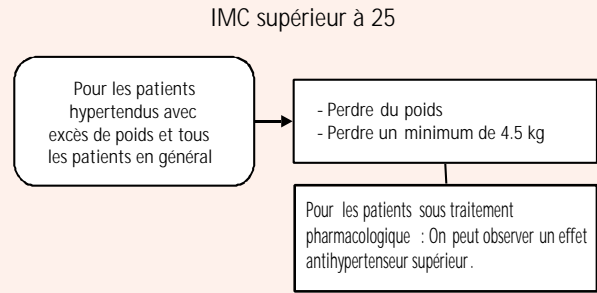 IMC supérieur à 25
Pour les patients
hypertendus avec
excès de poids et tous
les patients en général
- Perdre du poids
- Perdre un minimum de 4.5 kg
Pour les patients sous traitement
pharmacologique : On peut observer un effet
antihypertenseur supérieur.